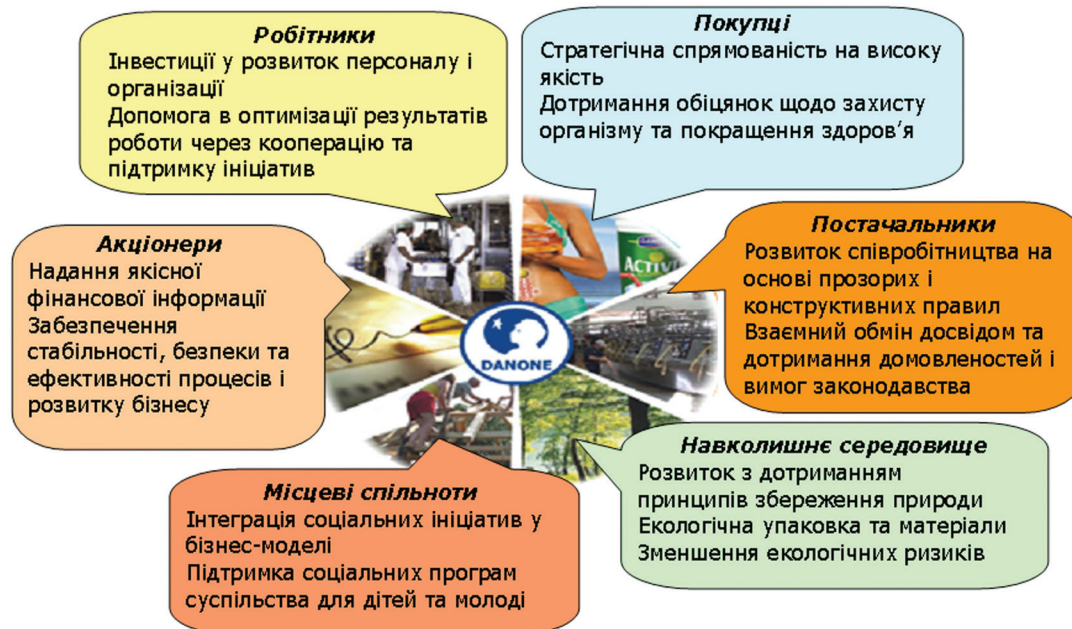 Робітники
Інвестиції у розвиток персоналу і
організації
Допомога в оптимізації результатів
роботи через кооперацію та
підтримку ініціатив
Покупці
Стратегічна спрямованість на високу
якість
Дотримання обіцянок щодо захисту
організму та покращення здоров’я
Акціонери
Надання якісної
фінансової інформації
Забезпечення
стабільності, безпеки та
ефективності процесів і
розвитку бізнесу
ACTIVI
DANONE
Постачальники
Розвиток співробітництва на
основі прозорих і
конструктивних правил
Взаємний обмін досвідом та
дотримання домовленостей і
вимог законодавства
Місцеві спільноти
Інтеграція соціальних ініціатив у
бізнес-моделі
Підтримка соціальних програм
суспільства для дітей та молоді
Навколишнє середовище
Розвиток з дотриманням
принципів збереження природи
Екологічна упаковка та матеріали
Зменшення екологічних ризиків